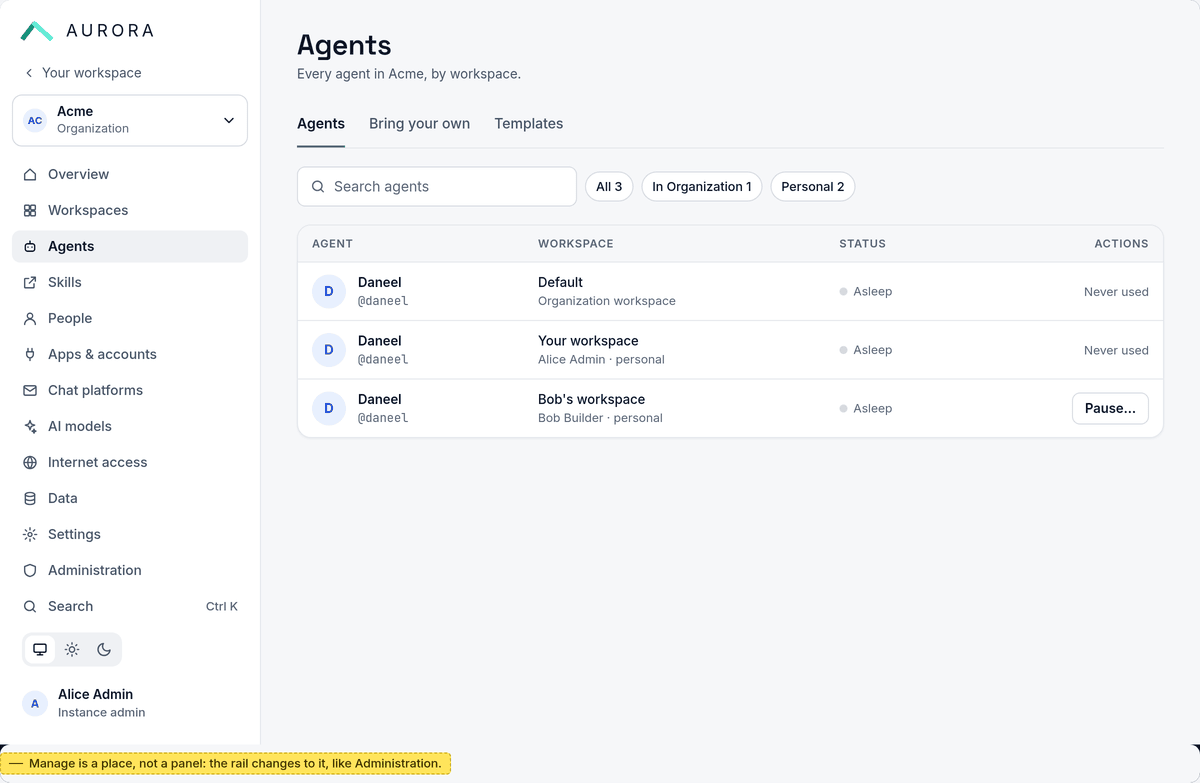 AURORA
Your workspace
AC
Acme
Organization
Overview
Workspaces
Agents
Skills
People
Apps & accounts
Chat platforms
AI models
Internet access
Data
Settings
Administration
Search Ctrl K
A
Alice Admin
Instance admin
Agents
Every agent in Acme, by workspace.
Agents Bring your own Templates
Search agents All 3 In Organization 1 Personal 2
AGENT WORKSPACE STATUS ACTIONS
D
Daneel Default
@daneel Organization workspace
Asleep Never used
D
Daneel Your workspace
@daneel Alice Admin · personal
Asleep Never used
D
Daneel Bob's workspace
@daneel Bob Builder · personal
Asleep Pause...
— Manage is a place, not a panel: the rail changes to it, like Administration.